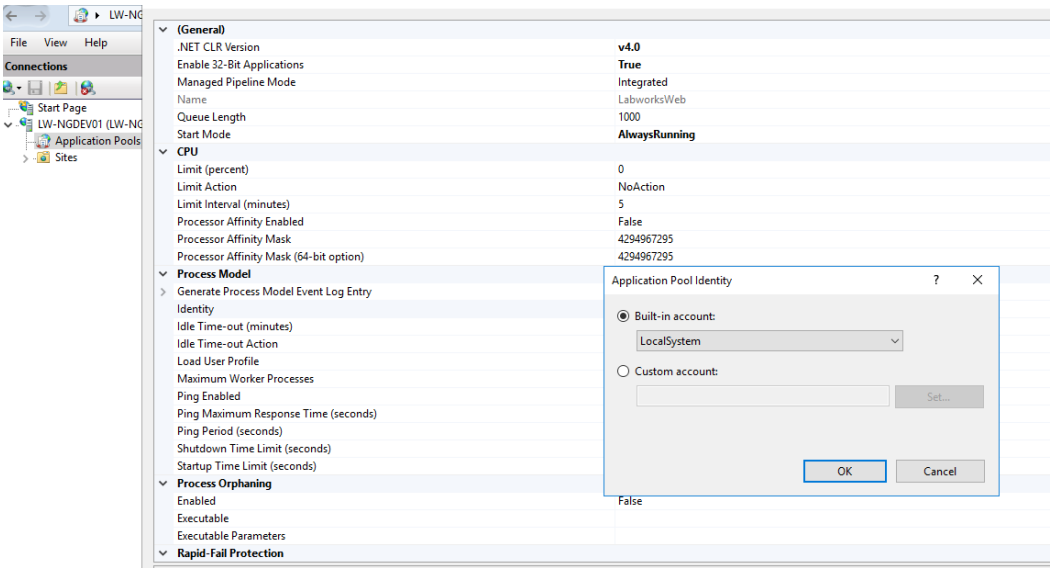 LW-NG
File View Help
Connections
Start Page
LW-NGDEV01 (LW-NG
Application Pools
Sites
(General)
.NET CLR Version v4.0
Enable 32-Bit Applications True
Managed Pipeline Mode Integrated
Name LabworksWeb
Queue Length 1000
Start Mode AlwaysRunning
CPU
Limit (percent) 0
Limit Action NoAction
Limit Interval (minutes) 5
Processor Affinity Enabled False
Processor Affinity Mask 4294967295
Processor Affinity Mask (64-bit option) 4294967295
Process Model
Generate Process Model Event Log Entry
Identity
Idle Time-out (minutes)
Idle Time-out Action
Load User Profile
Maximum Worker Processes
Ping Enabled
Ping Maximum Response Time (seconds)
Ping Period (seconds)
Shutdown Time Limit (seconds)
Startup Time Limit (seconds)
Process Orphaning
Enabled False
Executable
Executable Parameters
Rapid-Fail Protection
Application Pool Identity ?
Built-in account:
LocalSystem
Custom account:
Set...
OK Cancel